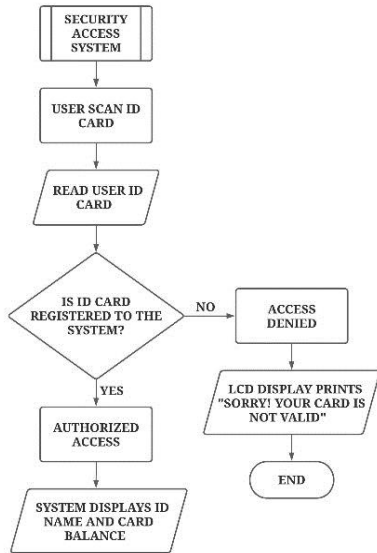 SECURITY
ACCESS
SYSTEM
USER SCAN ID
CARD
READ USER ID
CARD
IS ID CARD
REGISTERED TO THE
SYSTEM?
NO
ACCESS
DENIED
LCD DISPLAY PRINTS
"SORRY! YOUR CARD IS
NOT VALID"
END
YES
AUTHORIZED
ACCESS
SYSTEM DISPLAYS ID
NAME AND CARD
BALANCE